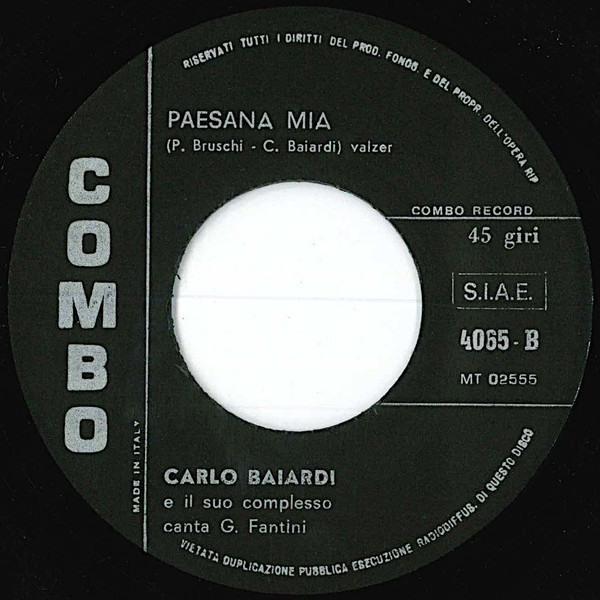 RISERVATI TUTTI I DIRITTI DEL PROD. FONOG. E DEL PROPR. DELL'OPERA RIP
PAESANA MIA
(P. Bruschi - C. Baiardi) valzer
COMBO
COMBO RECORD
45 giri
S.I.A.E.
4065-B
MT 02555
MADE IN ITALY
CARLO BAIARDI
e il suo complesso
canta G. Fantini
VIETATA DUPLICAZIONE PUBBLICA ESECUZIONE RADIODIFFUS. DI QUESTO DISCO